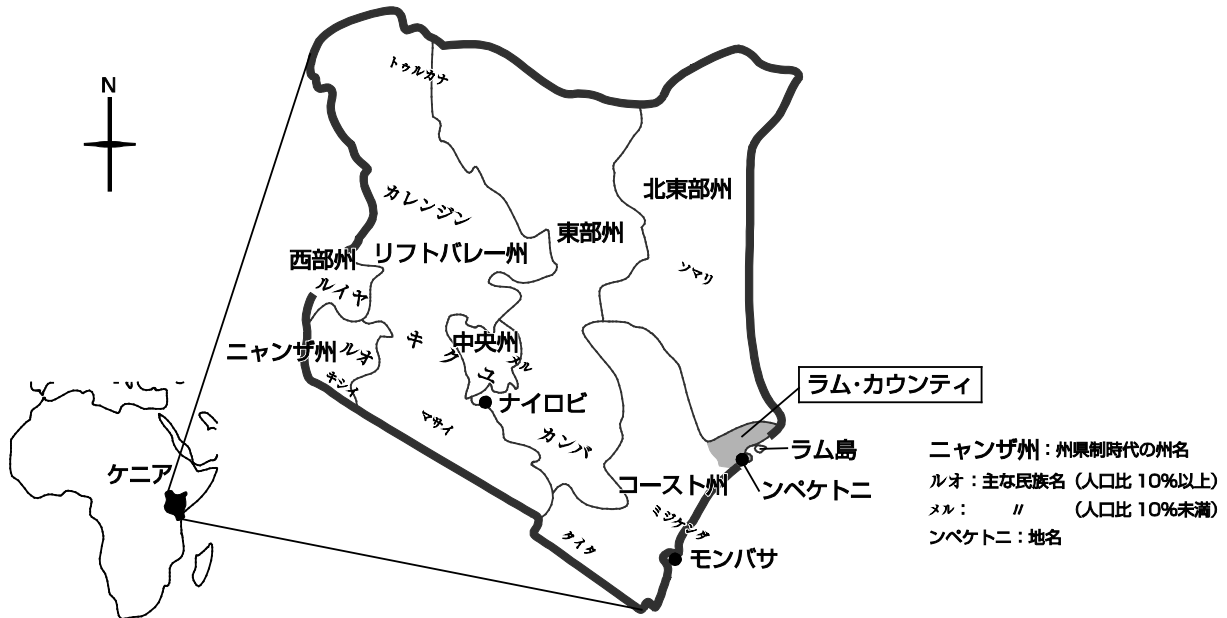 N
トゥルカナ
北東部州
カレンジン
東部州
リフトバレー州
西部州
ソマリ
ルイヤ
キクユ
中央州
ニャンザ州
ルオ
メル
キシイ
ラム・カウンティ
ナイロビ
マサイ
カンバ
ラム島
ニャンザ州：州県制時代の州名
ケニア
コースト州
ンペケトニ
ルオ：主な民族名（人口比 10%以上）
ミジケンダ
メル：　〃　（人口比 10%未満）
タイタ
ンペケトニ：地名
モンバサ